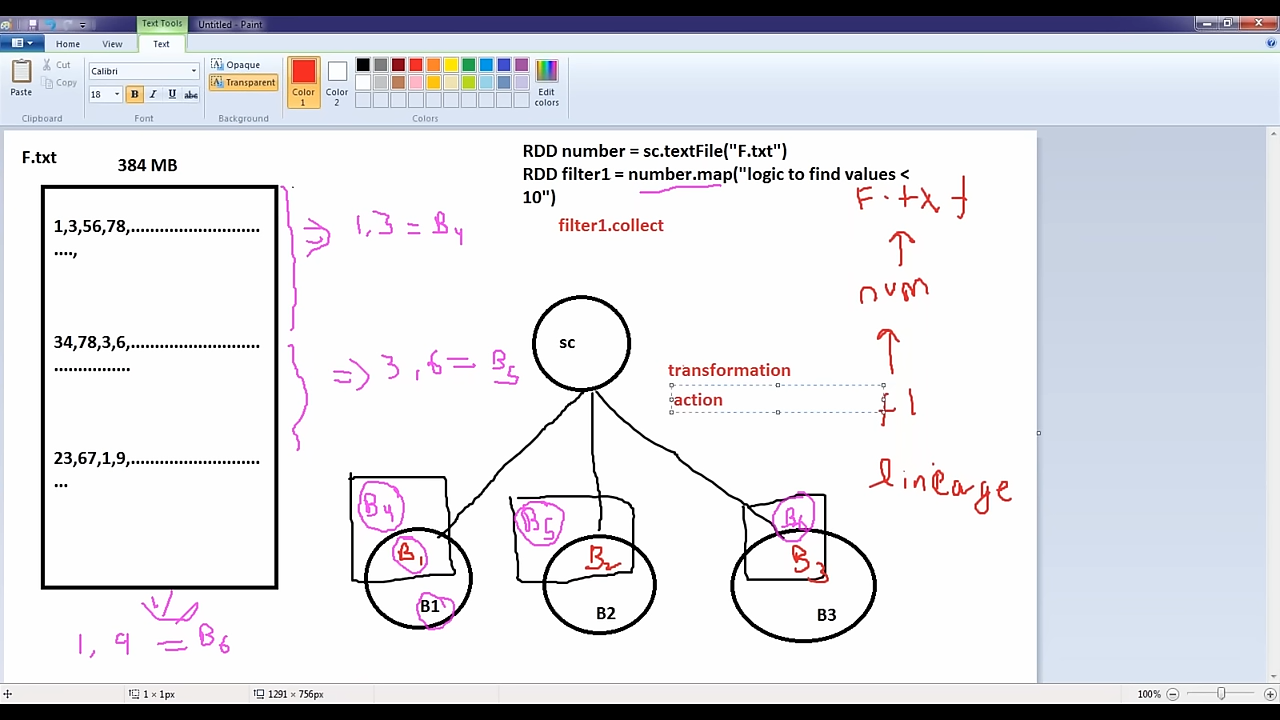 Text Tools
Untitled - Paint
Home
View
Text
Paste
Cut
Copy
Clipboard
Calibri
18
B I U abc
Font
Opaque
Transparent
Background
Color 1
Color 2
Edit colors
Colors
F.txt
384 MB
1,3,56,78,............................
....,
34,78,3,6,............................
................
23,67,1,9,............................
...
RDD number = sc.textFile("F.txt")
RDD filter1 = number.map("logic to find values <
10")
filter1.collect
1,3 = B4
3,6 = B5
1, 9 = B6
F.txt
num
f1
linearge
sc
transformation
action
B4
B1
B1
B5
B2
B2
B6
B3
B3
1 × 1px
1291 × 756px
100%